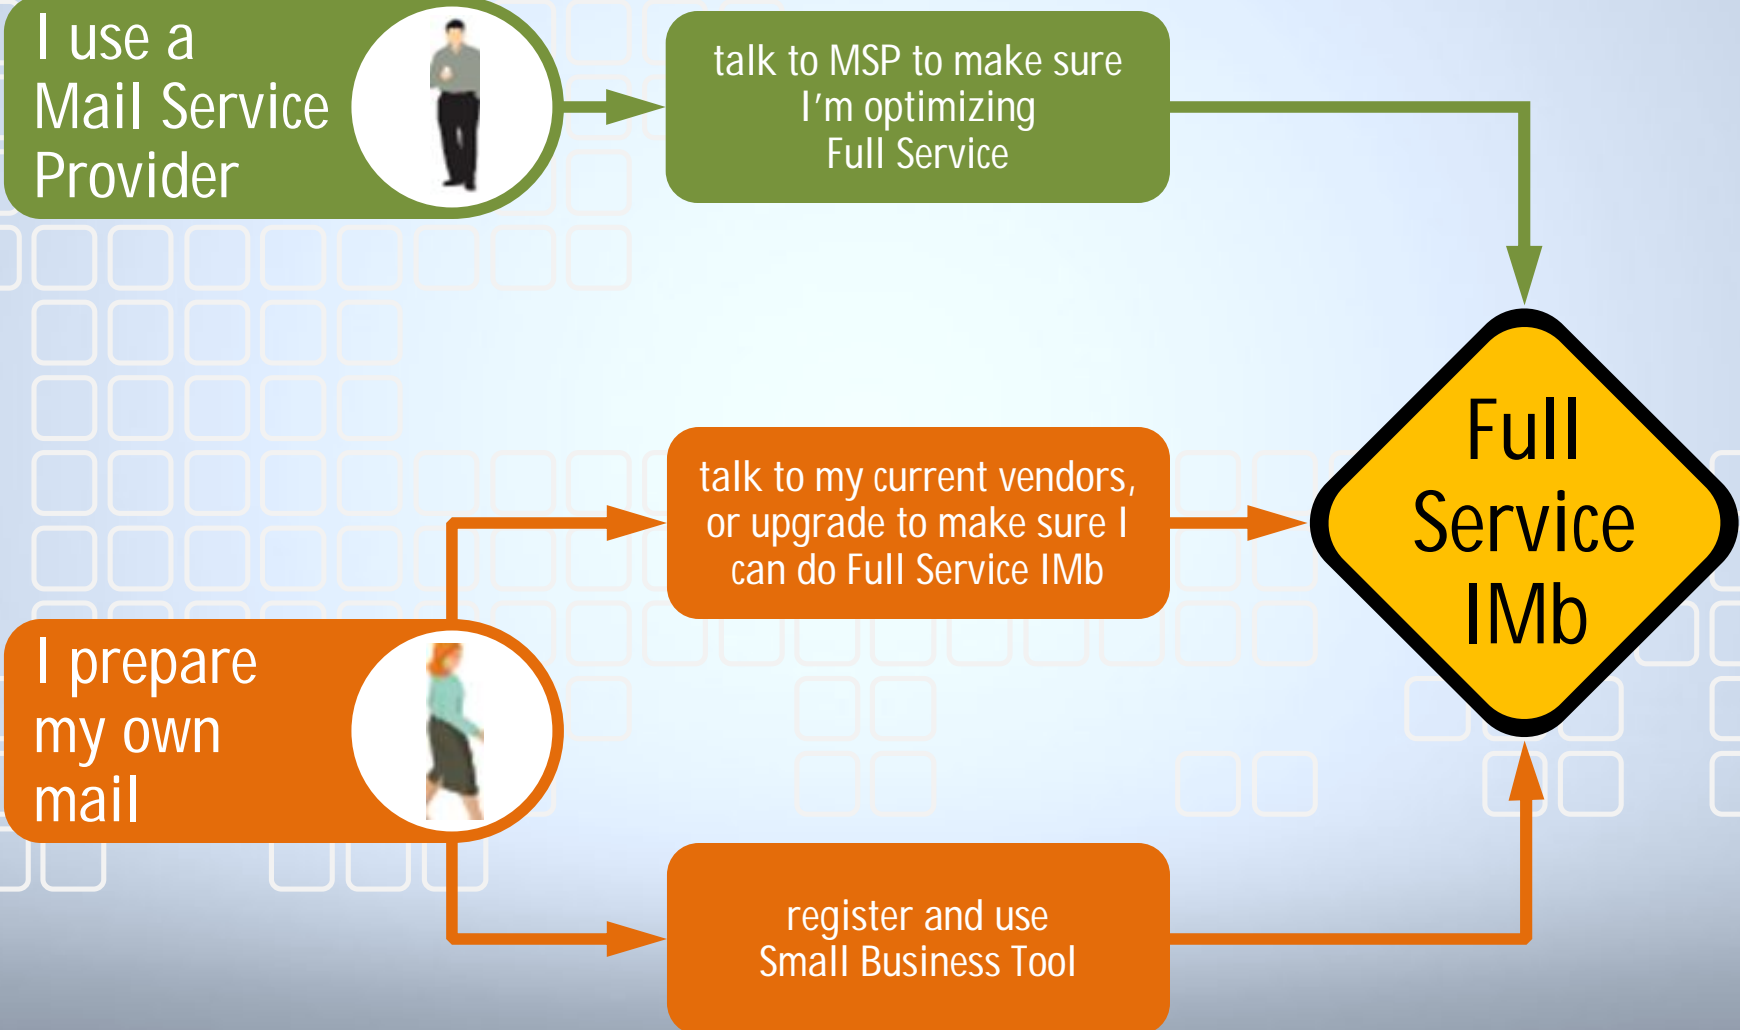 I use a
Mail Service
Provider
talk to MSP to make sure
I'm optimizing
Full Service
I prepare
my own
mail
talk to my current vendors,
or upgrade to make sure I
can do Full Service IMb
register and use
Small Business Tool
Full
Service
IMb